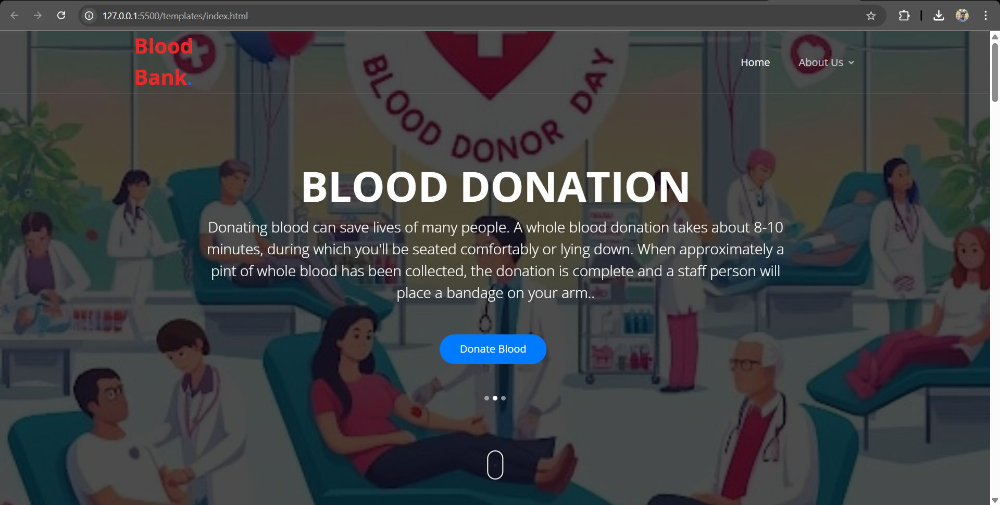 127.0.0.1:5500/templates/index.html
Blood
Bank.
Home
About Us
BLOOD DONOR DAY
BLOOD DONATION
Donating blood can save lives of many people. A whole blood donation takes about 8-10
minutes, during which you'll be seated comfortably or lying down. When approximately a
pint of whole blood has been collected, the donation is complete and a staff person will
place a bandage on your arm..
Donate Blood